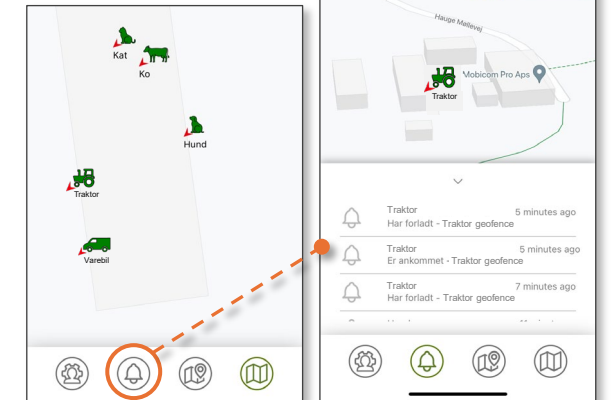 Kat
Ko
Hund
Traktor
Varebil
Hauge Møllevej
Mobicom Pro Aps
Traktor
Traktor
5 minutes ago
Har forladt - Traktor geofence
Traktor
5 minutes ago
Er ankommet - Traktor geofence
Traktor
7 minutes ago
Har forladt - Traktor geofence